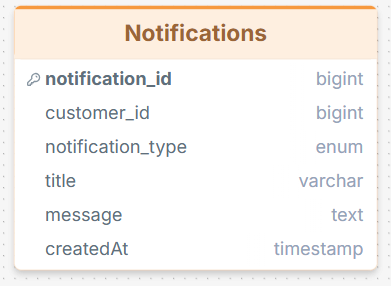 Notifications
notification_id bigint
customer_id bigint
notification_type enum
title varchar
message text
createdAt timestamp